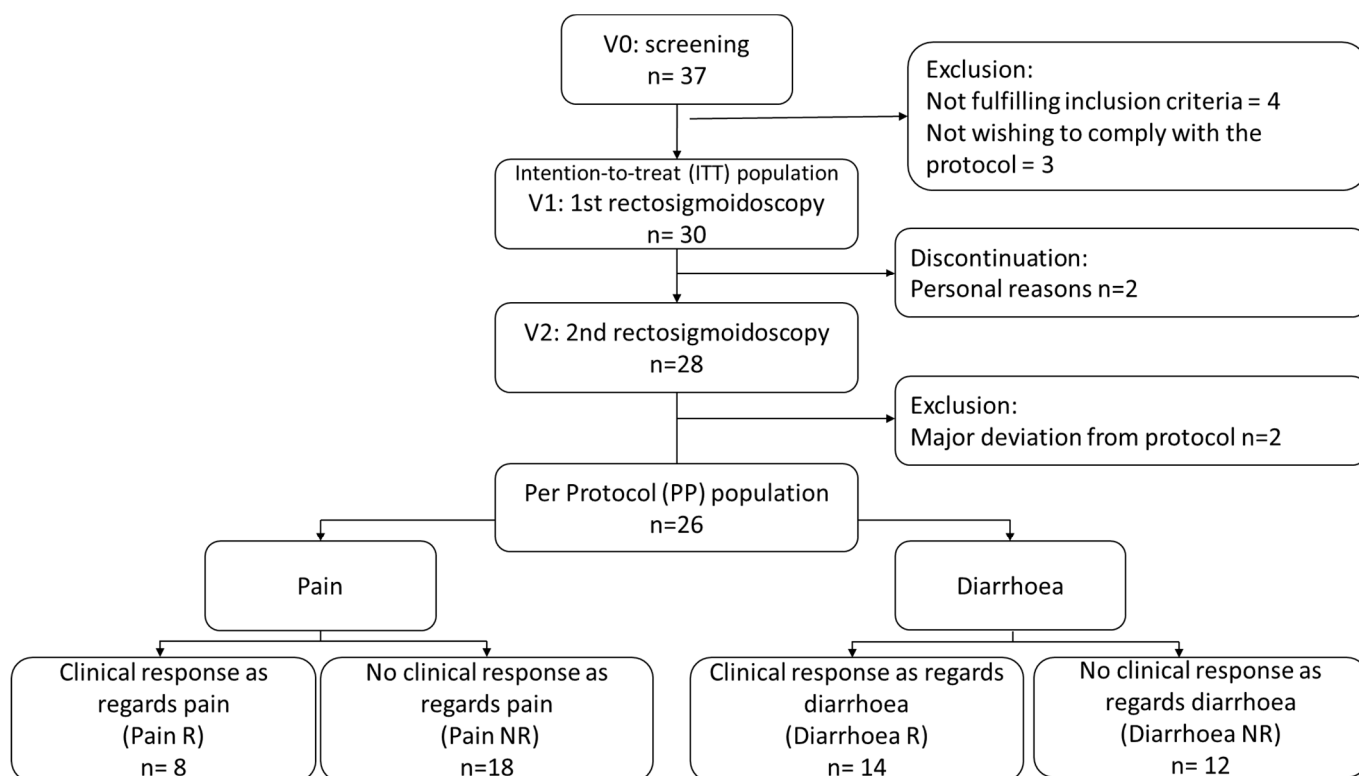 V0: screening
n= 37
Exclusion:
Not fulfilling inclusion criteria = 4
Not wishing to comply with the
protocol = 3
Intention-to-treat (ITT) population
V1: 1st rectosigmoidoscopy
n= 30
Discontinuation:
Personal reasons n=2
V2: 2nd rectosigmoidoscopy
n=28
Exclusion:
Major deviation from protocol n=2
Per Protocol (PP) population
n=26
Pain
Diarrhoea
Clinical response as
regards pain
(Pain R)
n= 8
No clinical response as
regards pain
(Pain NR)
n=18
Clinical response as regards
diarrhoea
(Diarrhoea R)
n= 14
No clinical response as
regards diarrhoea
(Diarrhoea NR)
n= 12